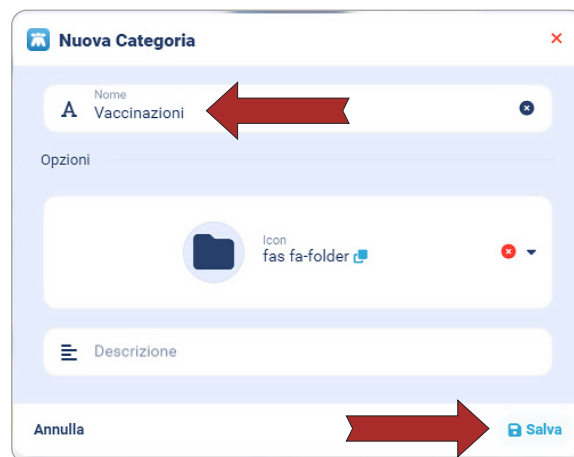 Nuova Categoria
Nome
Vaccinazioni
Opzioni
Icon
fas fa-folder
Descrizione
Annulla
Salva